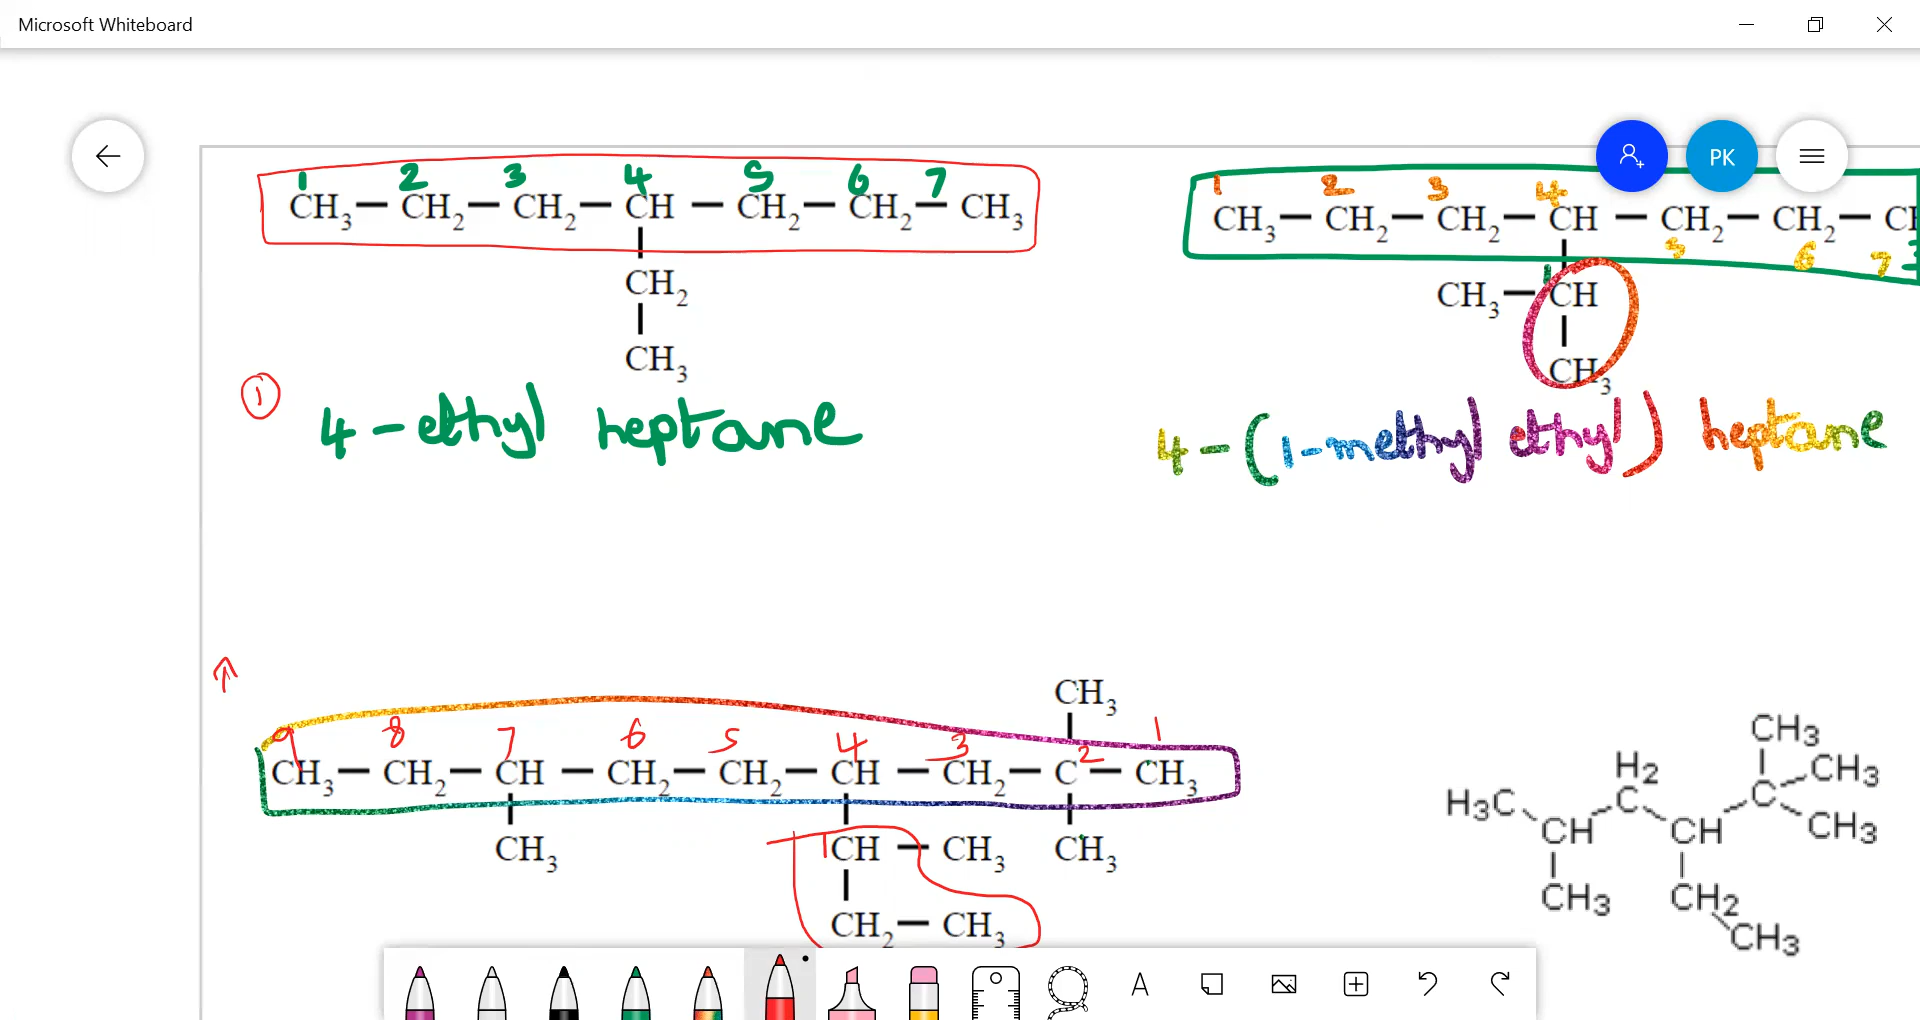 Microsoft Whiteboard
PK
1 2 3 4 5 6 7
CH3—CH2—CH2—CH—CH2—CH2—CH3
CH2
CH3
① 4-ethyl heptane
1 2 3 4
CH3—CH2—CH2—CH—CH2—CH2—
5 6 7
1
CH3—CH
CH3
4-(1-methyl ethyl) heptane
CH3
9 8 7 6 5 4 3 2 1
CH3—CH2—CH—CH2—CH2—CH—CH2—C—CH3
CH3 1CH—CH3 CH3
CH2—CH3
CH3
H2 CH3
H3C C C
CH CH CH3
CH3 CH2
CH3
A